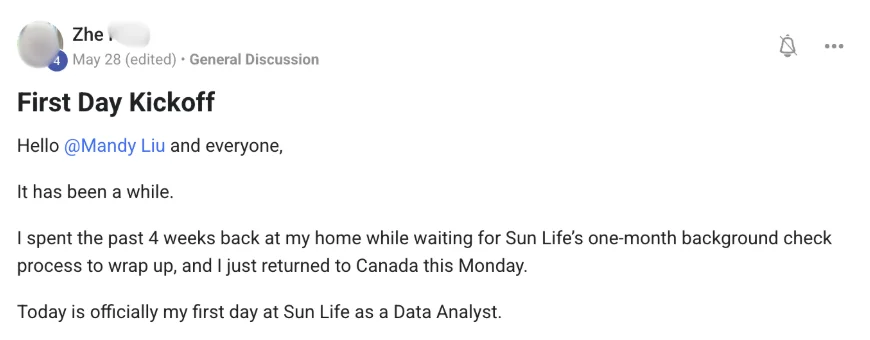 Zhe
4
May 28 (edited) • General Discussion
First Day Kickoff
Hello @Mandy Liu and everyone,
It has been a while.
I spent the past 4 weeks back at my home while waiting for Sun Life’s one-month background check
process to wrap up, and I just returned to Canada this Monday.
Today is officially my first day at Sun Life as a Data Analyst.